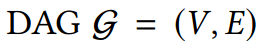 DAG 𝒢 = (V, E)